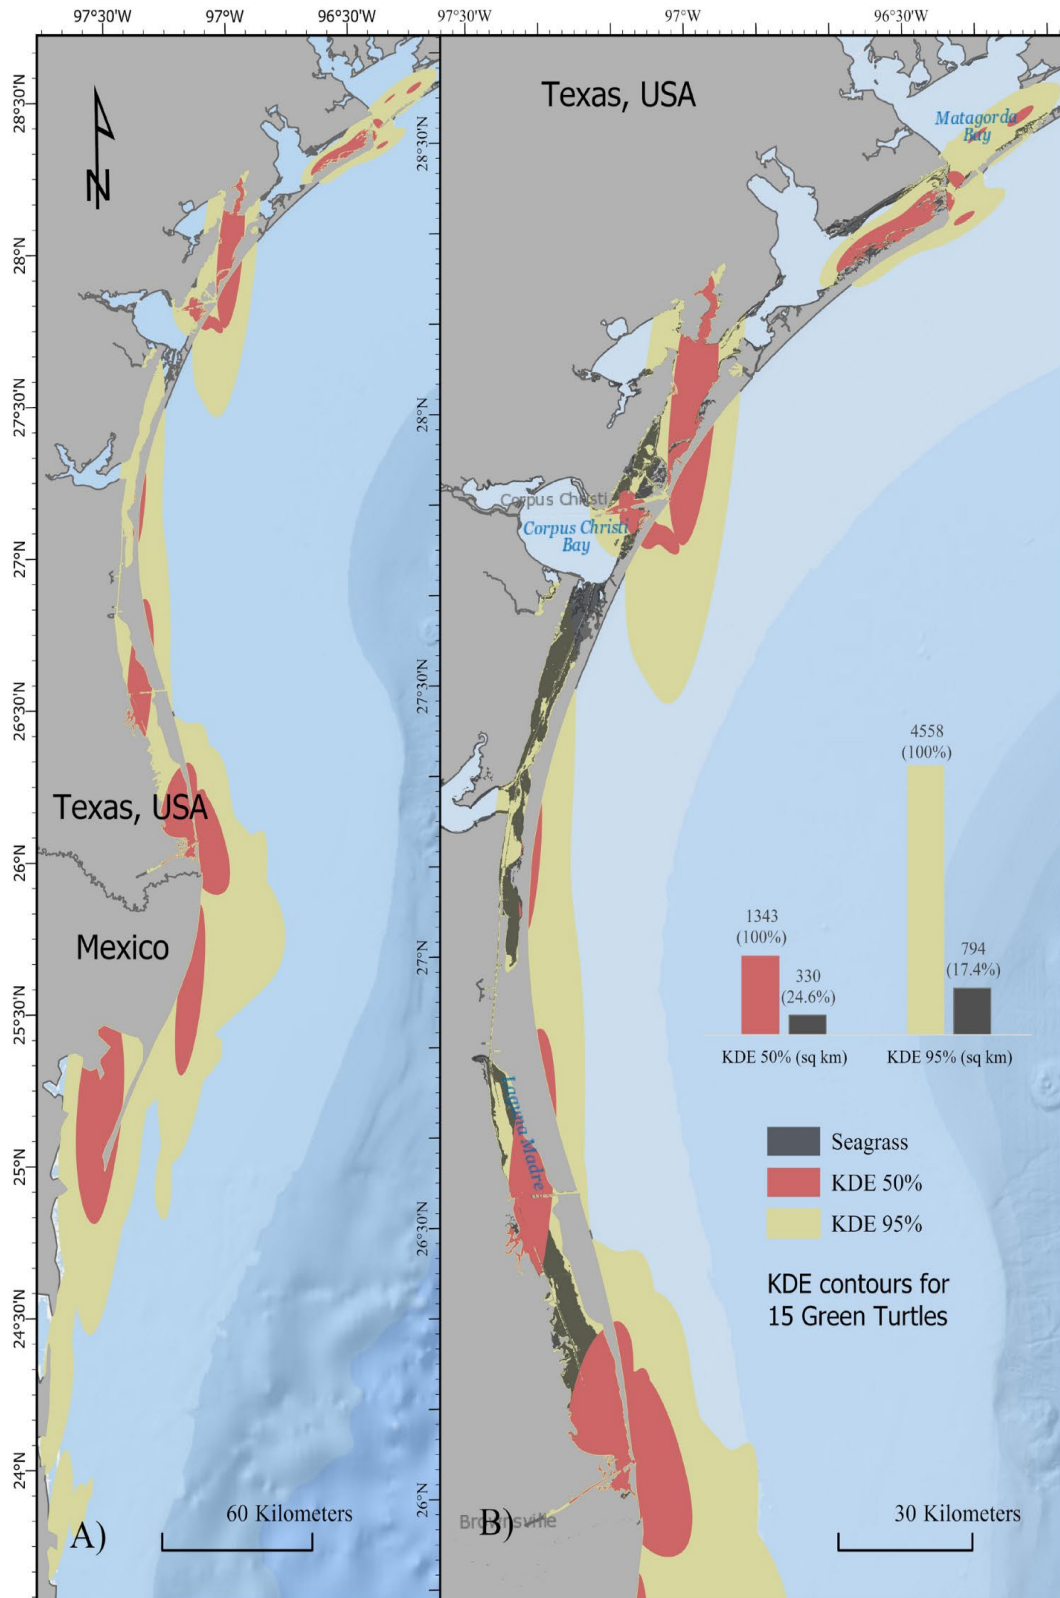 97°30'W 97°W 96°30'W
97°30'W 97°W 96°30'W
28°30'N
28°N
27°30'N
27°N
26°30'N
26°N
25°30'N
25°N
24°30'N
24°N
N
Texas, USA
Mexico
60 Kilometers
A)
28°30'N
28°N
27°30'N
27°N
26°30'N
26°N
Texas, USA
Matagorda
Bay
Corpus Christi
Corpus Christi
Bay
Laguna Madre
4558
(100%)
1343
(100%)
794
(17.4%)
330
(24.6%)
KDE 50% (sq km)
KDE 95% (sq km)
Seagrass
KDE 50%
KDE 95%
KDE contours for
15 Green Turtles
Brownsville
B)
30 Kilometers